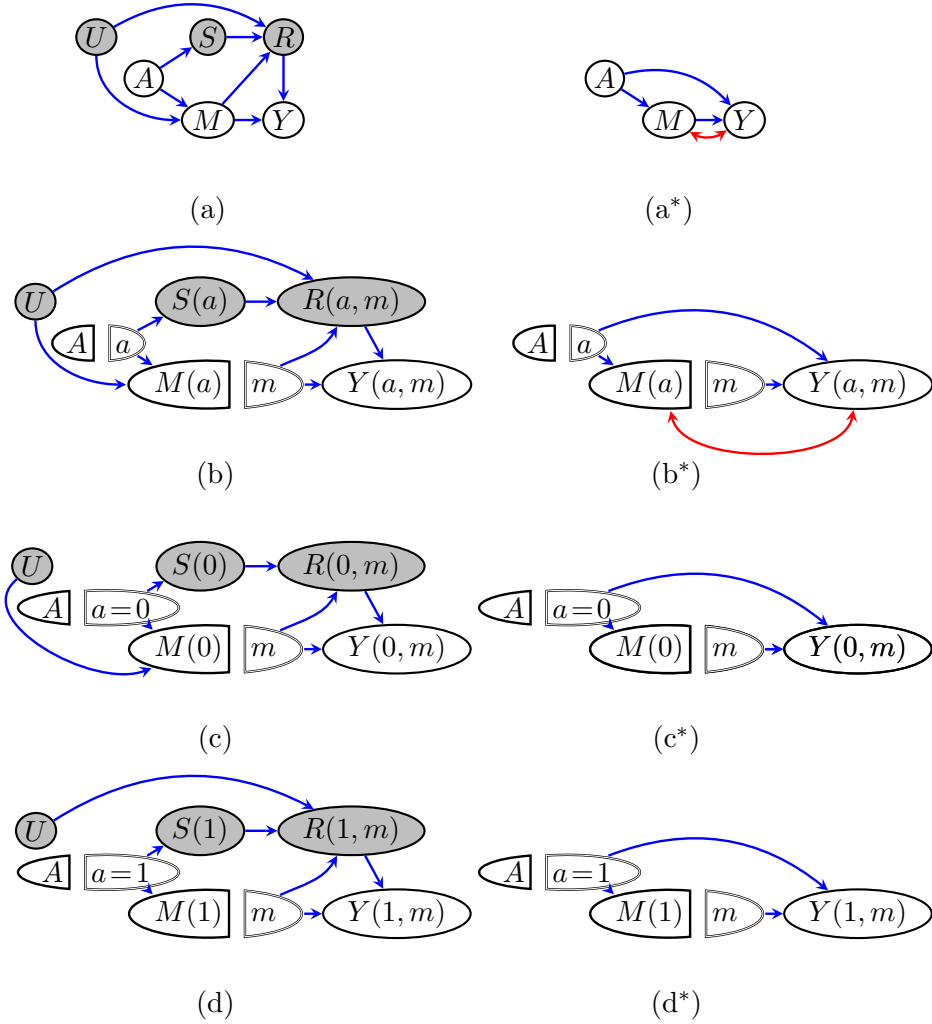 U S R
A A
M Y M Y
(a) (a*)
U S(a) R(a, m)
A a A a
M(a) m Y(a, m) M(a) m Y(a, m)
(b) (b*)
U S(0) R(0, m)
A a=0 A a=0
M(0) m Y(0, m) M(0) m Y(0, m)
(c) (c*)
U S(1) R(1, m)
A a=1 A a=1
M(1) m Y(1, m) M(1) m Y(1, m)
(d) (d*)